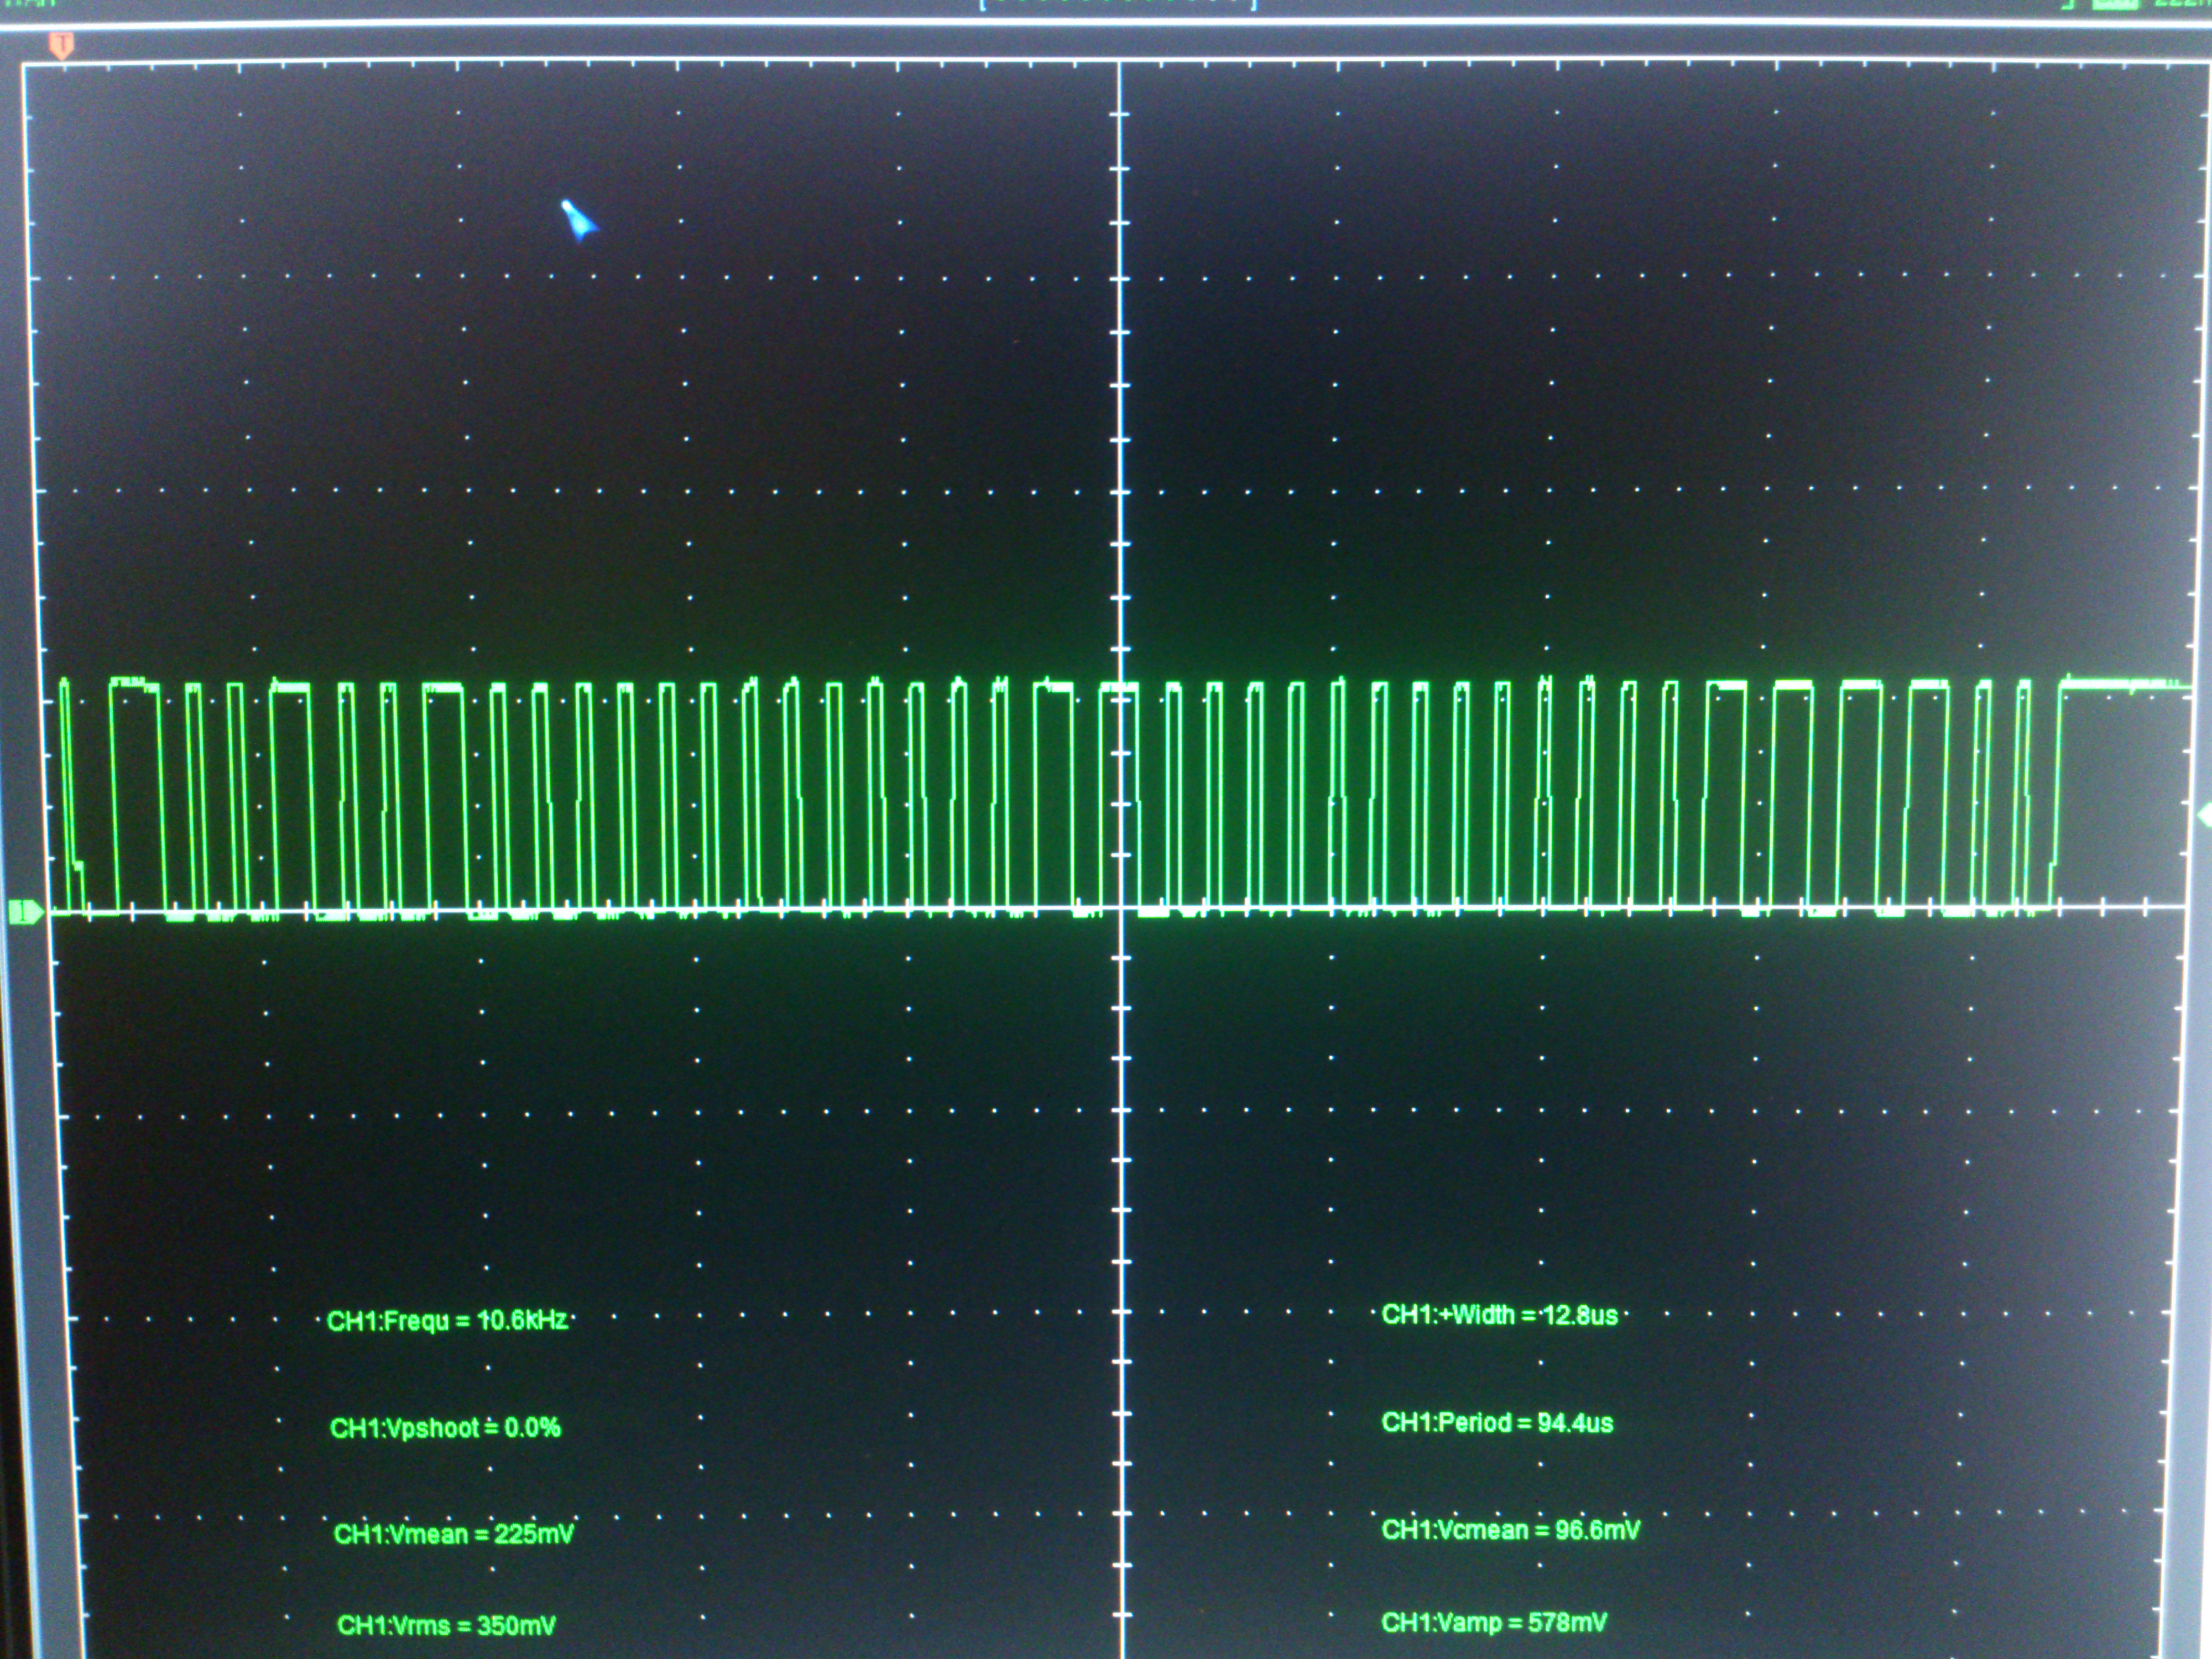 T
1
CH1:Frequ = 10.6kHz
CH1:+Width = 12.8us
CH1:Vpshoot = 0.0%
CH1:Period = 94.4us
CH1:Vmean = 225mV
CH1:Vcmean = 96.6mV
CH1:Vrms = 350mV
CH1:Vamp = 578mV